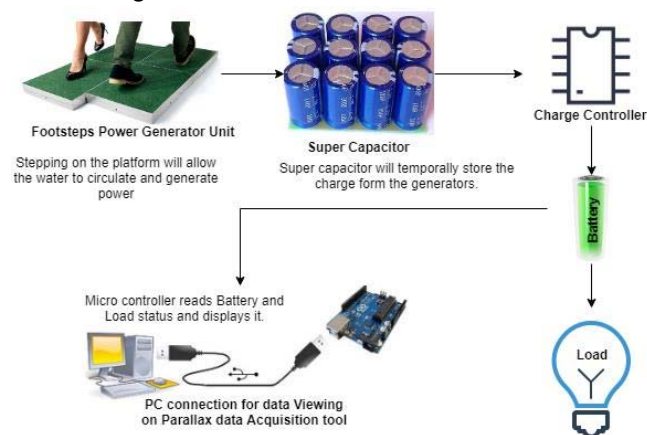 Footsteps Power Generator Unit
Stepping on the platform will allow
the water to circulate and generate
power
Super Capacitor
Super capacitor will temporally store the
charge form the generators.
Charge Controller
Battery
Micro controller reads Battery and
Load status and displays it.
Load
PC connection for data Viewing
on Parallax data Acquisition tool